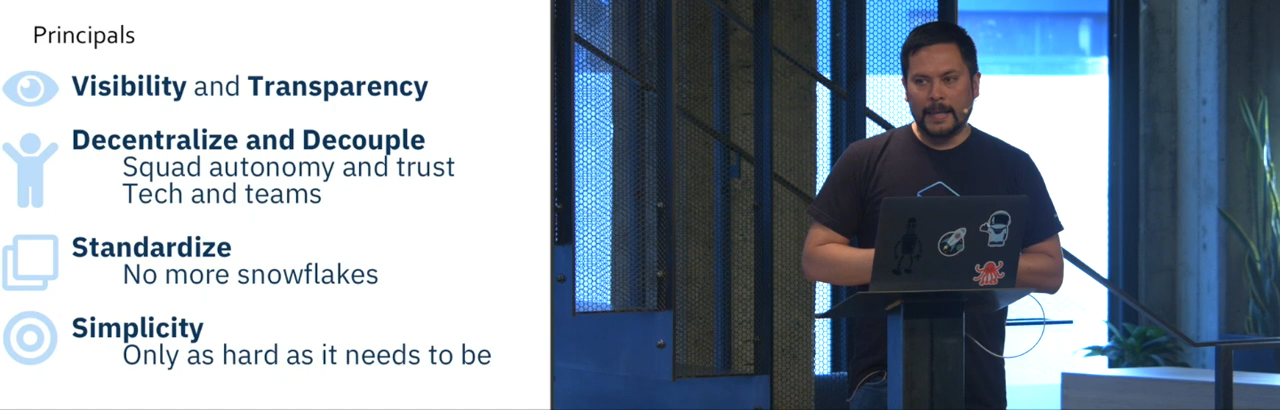 Principals
Visibility and Transparency
Decentralize and Decouple
Squad autonomy and trust
Tech and teams
Standardize
No more snowflakes
Simplicity
Only as hard as it needs to be